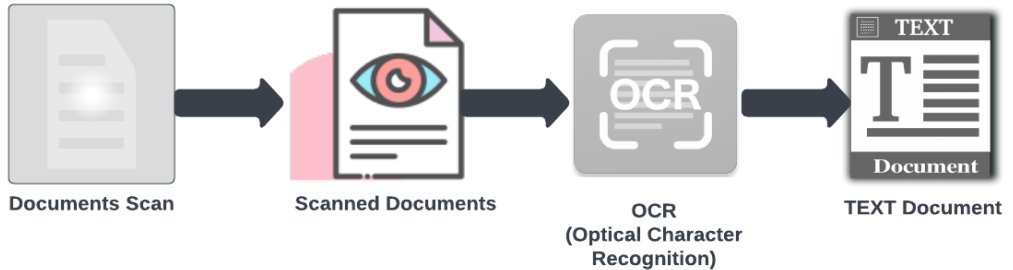 TEXT
T
Document
OCR
Documents Scan
Scanned Documents
OCR
(Optical Character
Recognition)
TEXT Document